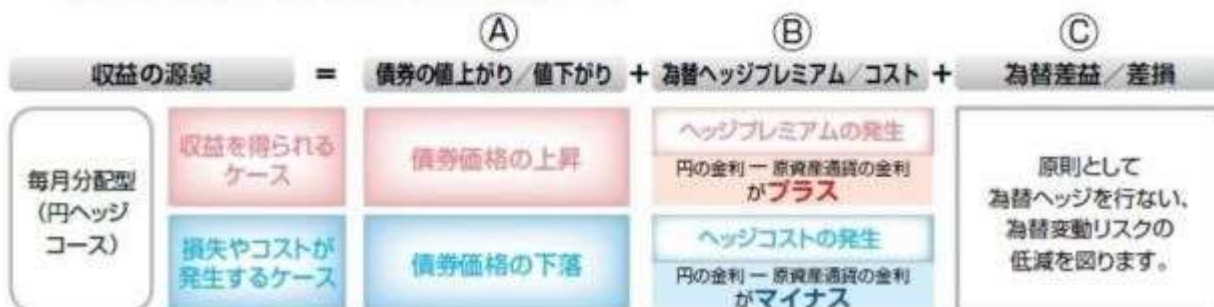 Ⓐ Ⓑ Ⓒ
収益の源泉 = 債券の値上がり／値下がり + 為替ヘッジプレミアム／コスト + 為替差益／差損
毎月分配型
（円ヘッジ
コース）
収益を得られる
ケース
債券価格の上昇
ヘッジプレミアムの発生
円の金利 ー 原資産通貨の金利
がプラス
損失やコストが
発生するケース
債券価格の下落
ヘッジコストの発生
円の金利 ー 原資産通貨の金利
がマイナス
原則として
為替ヘッジを行ない、
為替変動リスクの
低減を図ります。